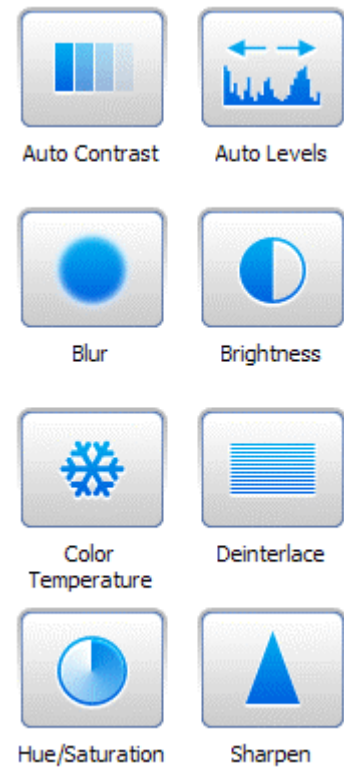 Auto Contrast
Auto Levels
Blur
Brightness
Color
Temperature
Deinterlace
Hue/Saturation
Sharpen